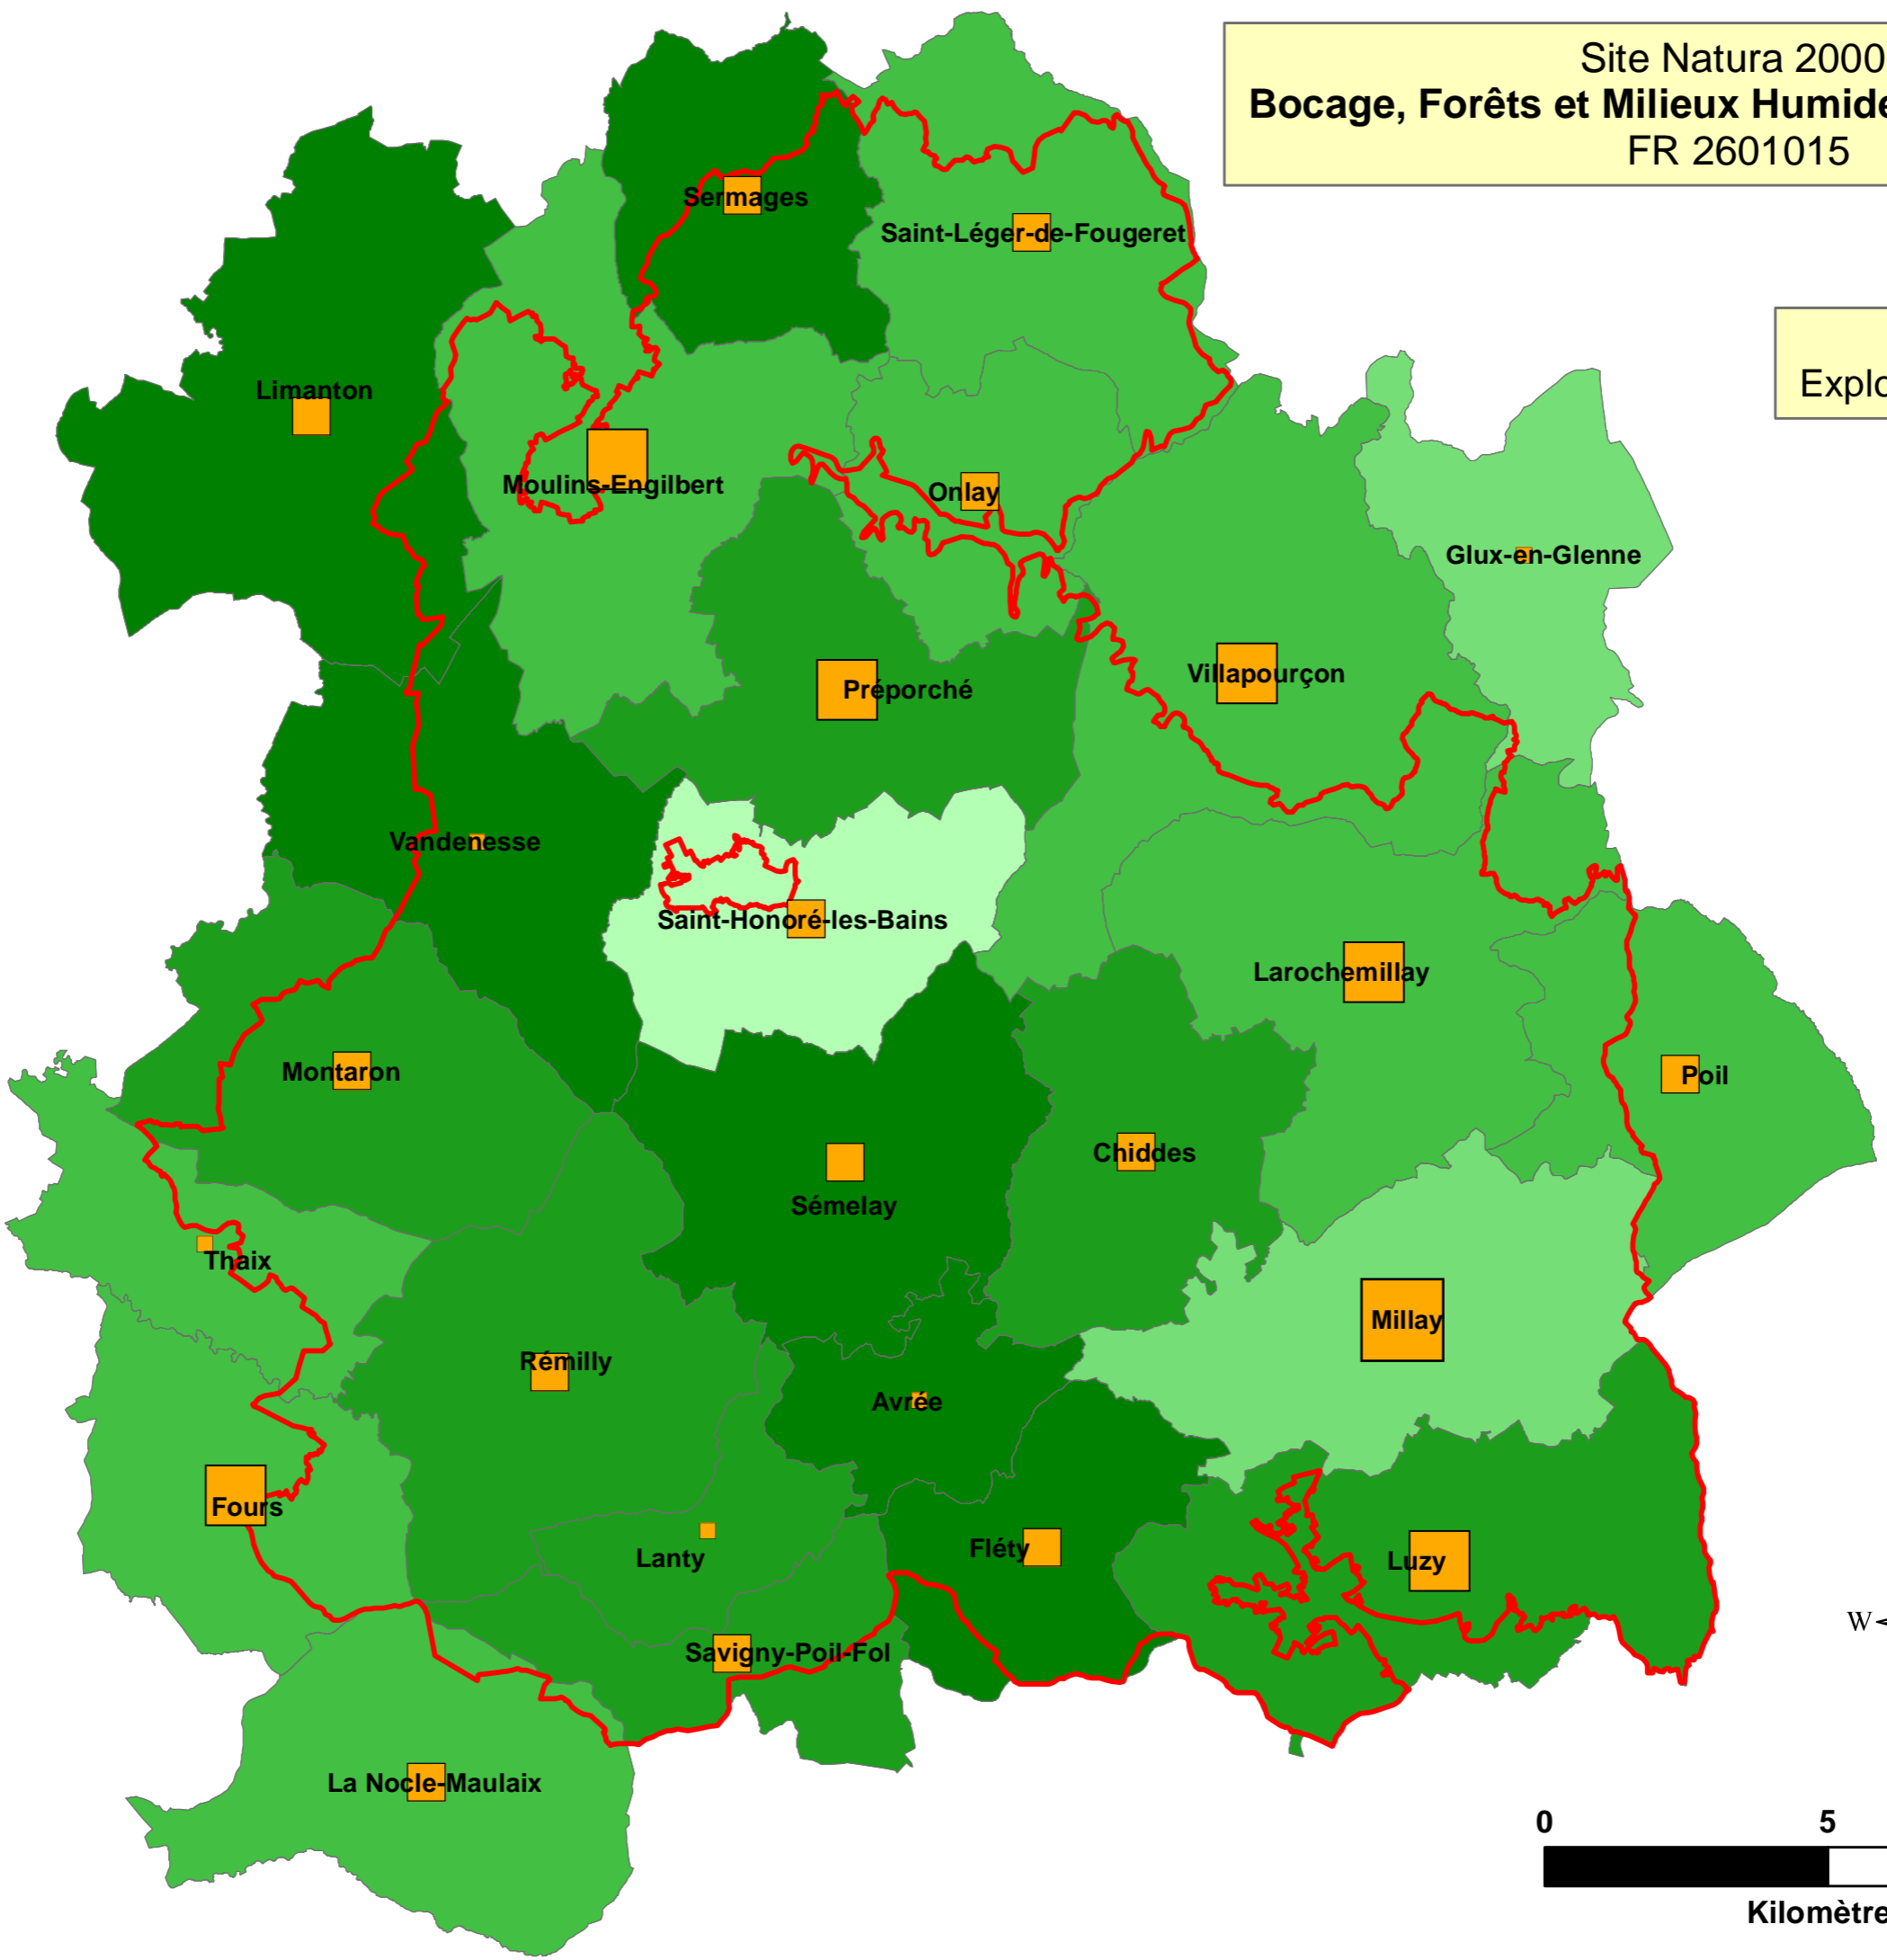 Site Natura 2000
Bocage, Forêts et Milieux Humide
FR 2601015
Explo
Sermages
Saint-Léger-de-Fougeret
Limanton
Moulins-Engilbert
Onlay
Glux-en-Glenne
Villapourçon
Préporché
Vandenesse
Saint-Honoré-les-Bains
Larochemillay
Montaron
Poil
Chiddes
Sémelay
Thaix
Millay
Rémilly
Avrée
Fours
Fléty
Lanty
Luzy
W
Savigny-Poil-Fol
La Nocle-Maulaix
0 5
Kilomètre